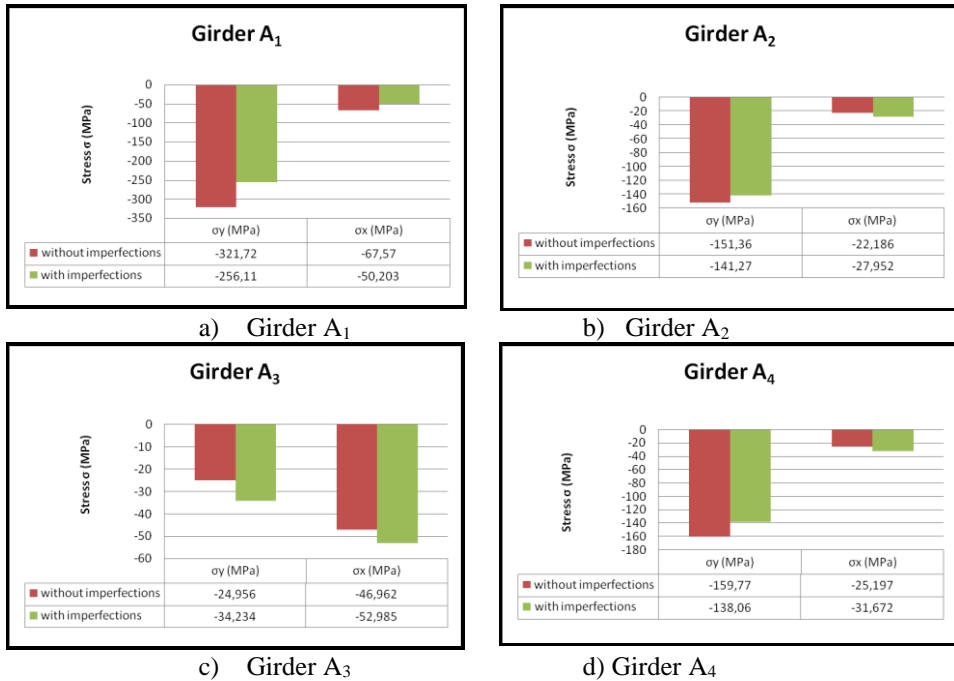 Girder A₁
Stress σ (MPa)
0
-50
-100
-150
-200
-250
-300
-350
σy (MPa) σx (MPa)
without imperfections -321,72 -67,57
with imperfections -256,11 -50,203
a) Girder A₁
Girder A₂
Stress σ (MPa)
0
-20
-40
-60
-80
-100
-120
-140
-160
σy (MPa) σx (MPa)
without imperfections -151,36 -22,186
with imperfections -141,27 -27,952
b) Girder A₂
Girder A₃
Stress σ (MPa)
0
-10
-20
-30
-40
-50
-60
σy (MPa) σx (MPa)
without imperfections -24,956 -46,962
with imperfections -34,234 -52,985
c) Girder A₃
Girder A₄
Stress σ (MPa)
0
-20
-40
-60
-80
-100
-120
-140
-160
-180
σy (MPa) σx (MPa)
without imperfections -159,77 -25,197
with imperfections -138,06 -31,672
d) Girder A₄